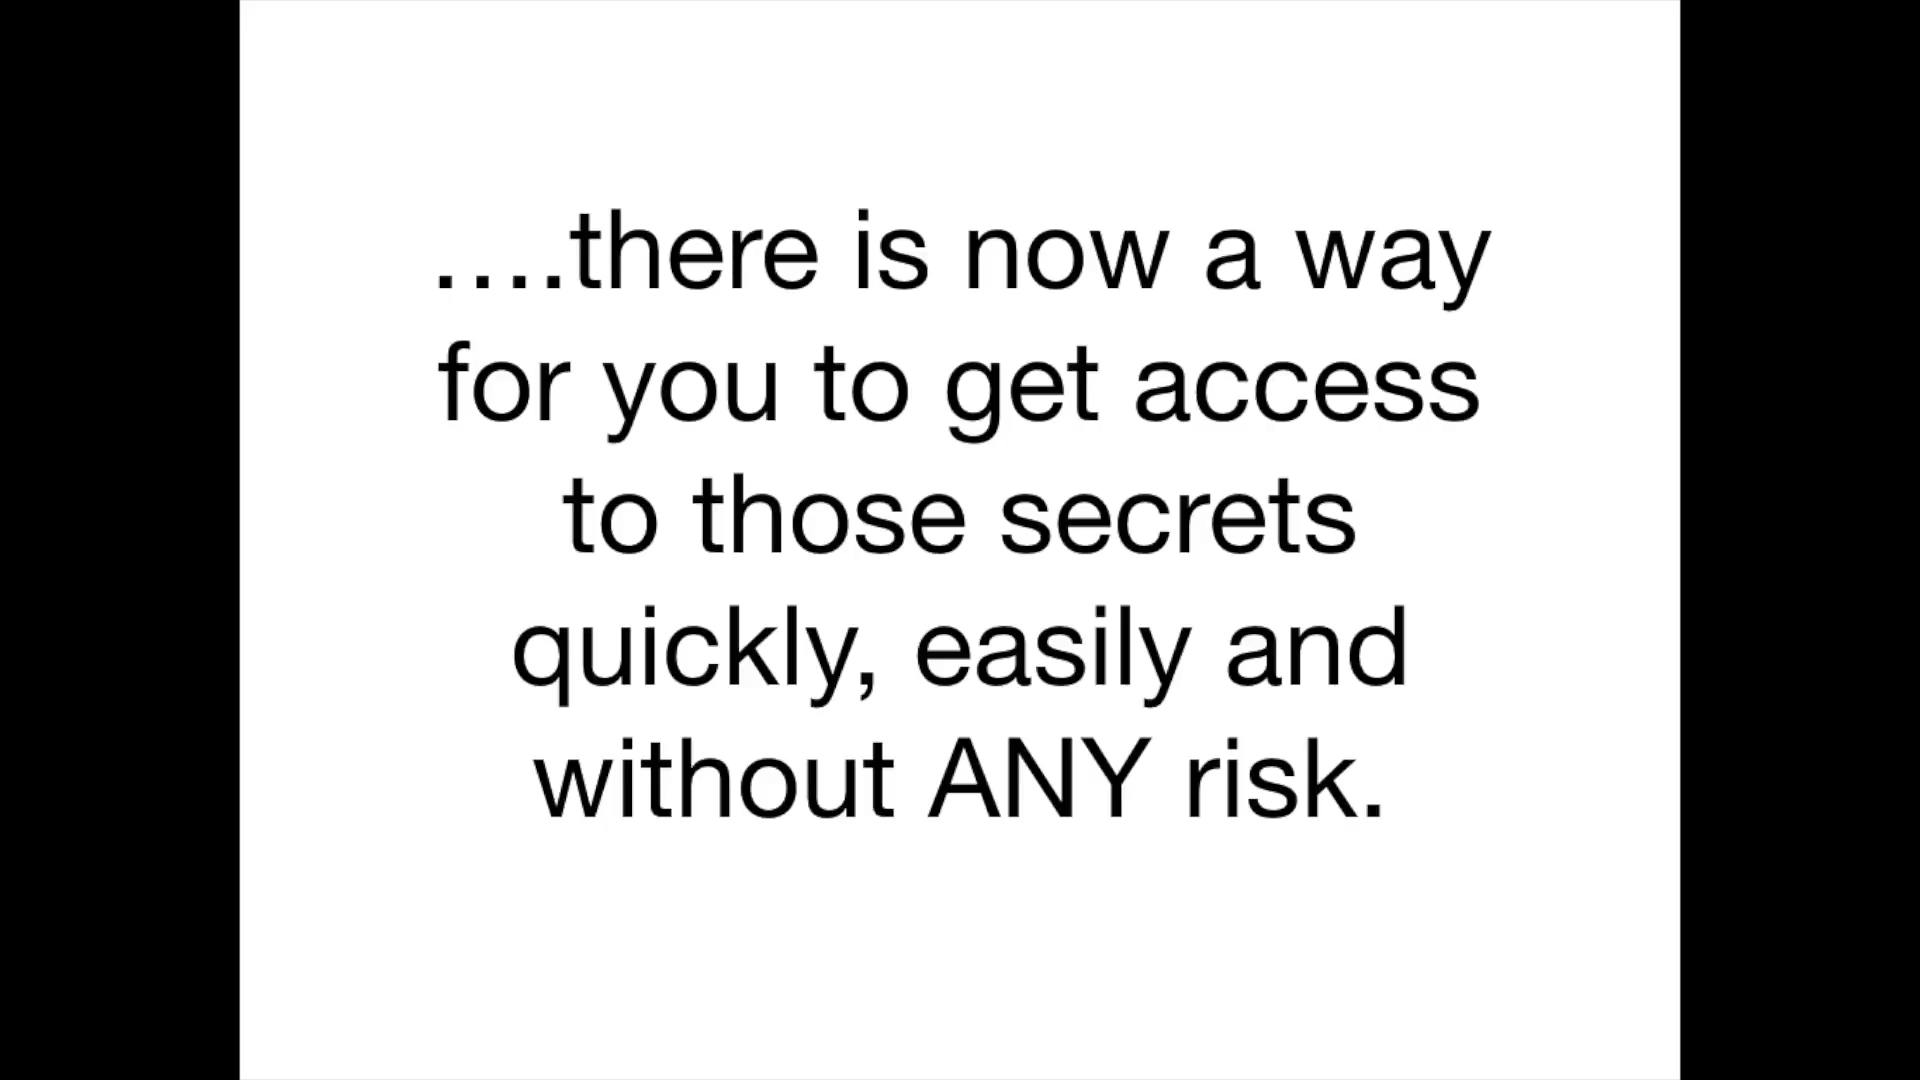 ....there is now a way
for you to get access
to those secrets
quickly, easily and
without ANY risk.